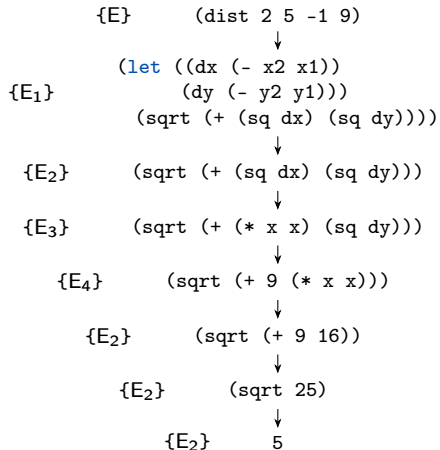 {E} (dist 2 5 -1 9)
(let ((dx (- x2 x1))
{E₁} (dy (- y2 y1)))
(sqrt (+ (sq dx) (sq dy))))
{E₂} (sqrt (+ (sq dx) (sq dy)))
{E₃} (sqrt (+ (* x x) (sq dy)))
{E₄} (sqrt (+ 9 (* x x)))
{E₂} (sqrt (+ 9 16))
{E₂} (sqrt 25)
{E₂} 5